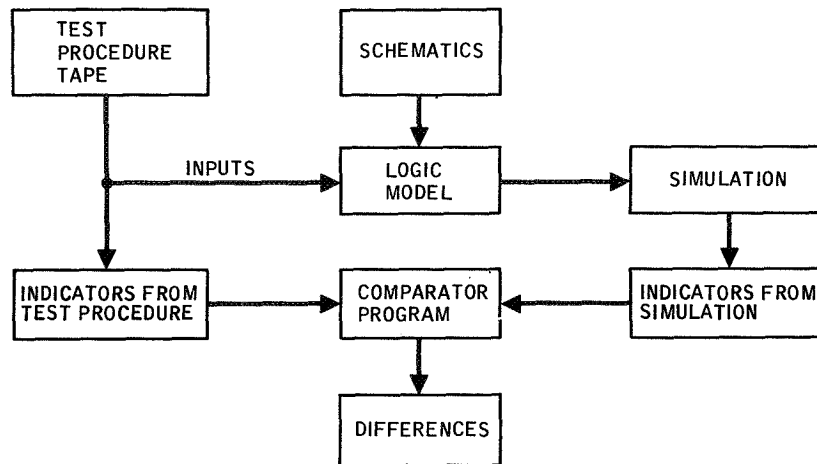 TEST
PROCEDURE
TAPE
SCHEMATICS
INPUTS
LOGIC
MODEL
SIMULATION
INDICATORS FROM
TEST PROCEDURE
COMPARATOR
PROGRAM
INDICATORS FROM
SIMULATION
DIFFERENCES